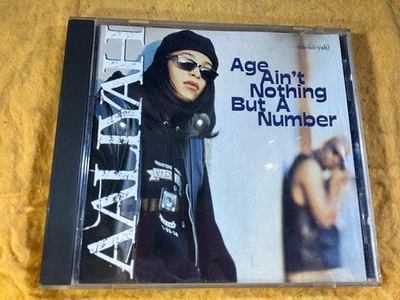 (ah-lee-yah)
Age
Ain't
Nothing
But A
Number
AALIYAH